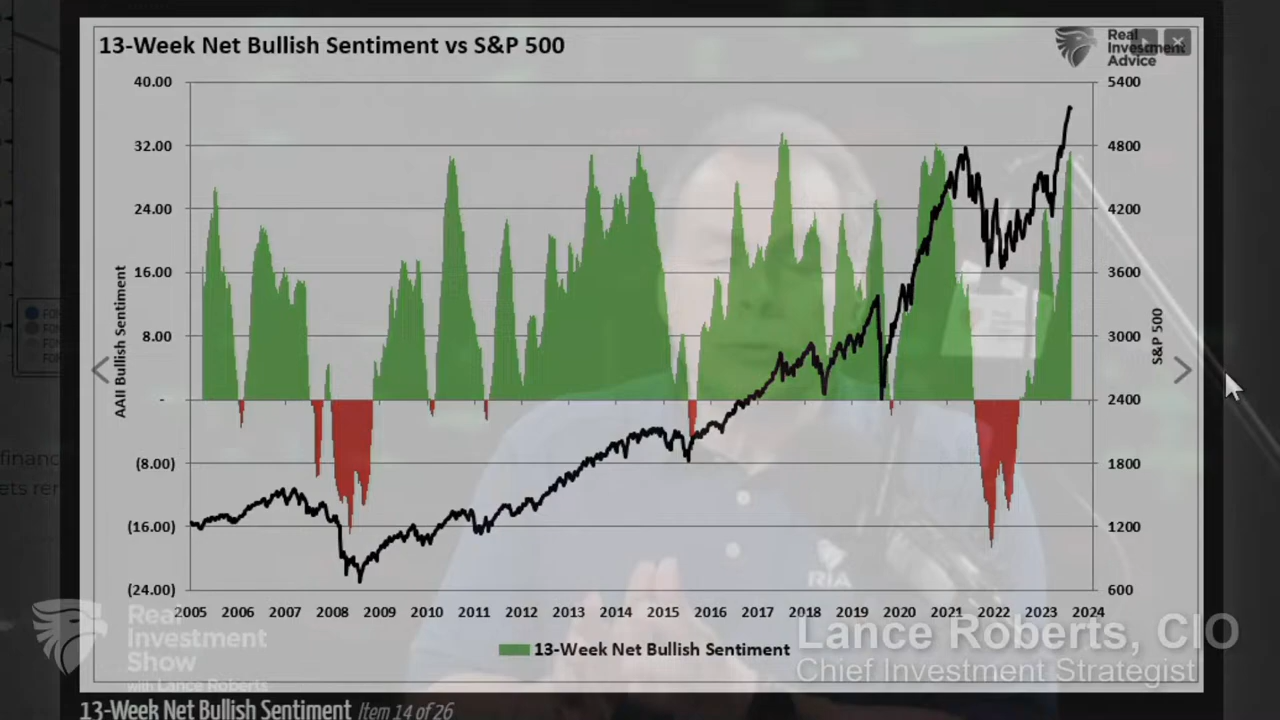 13-Week Net Bullish Sentiment vs S&P 500
Real
Investment
Advice
40.00
32.00
24.00
16.00
8.00
-
(8.00)
(16.00)
(24.00)
AAII Bullish Sentiment
5400
4800
4200
3600
3000
2400
1800
1200
600
S&P 500
2005 2006 2007 2008 2009 2010 2011 2012 2013 2014 2015 2016 2017 2018 2019 2020 2021 2022 2023 2024
13-Week Net Bullish Sentiment
RIA
Real
Investment
Show
with Lance Roberts
Lance Roberts, CIO
Chief Investment Strategist
13-Week Net Bullish Sentiment Item 14 of 26